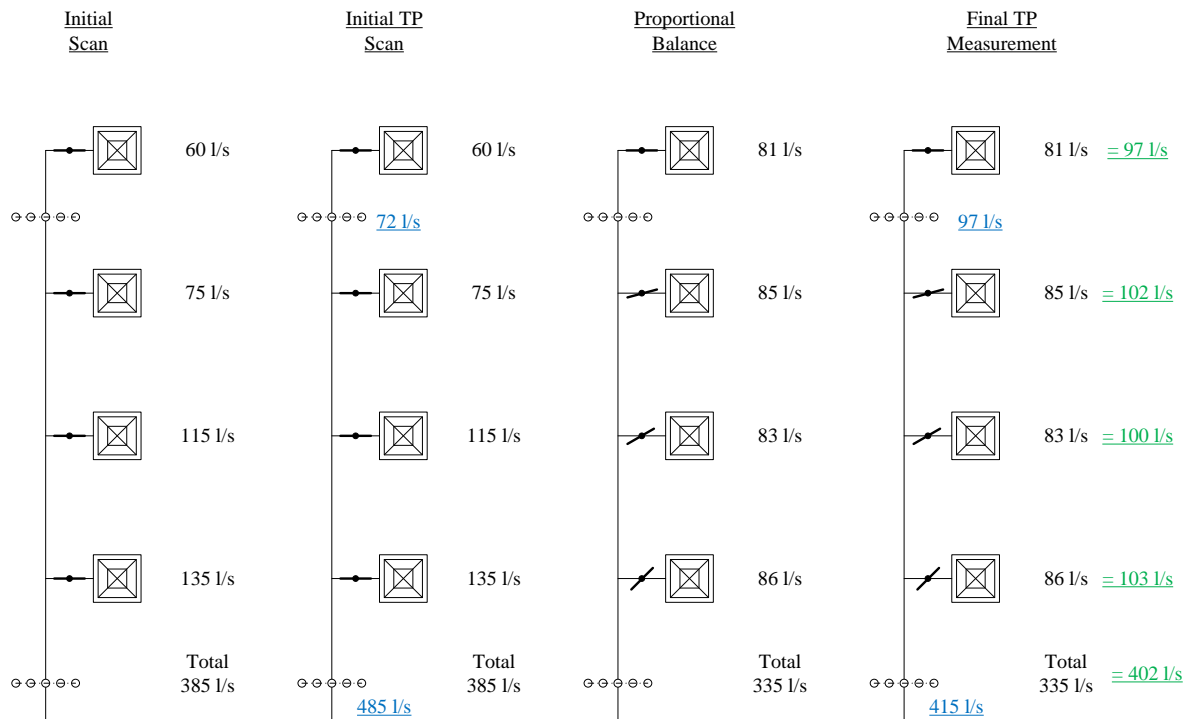 Initial
Scan
Initial TP
Scan
Proportional
Balance
Final TP
Measurement
60 l/s
60 l/s
81 l/s
81 l/s = 97 l/s
72 l/s
97 l/s
75 l/s
75 l/s
85 l/s
85 l/s = 102 l/s
115 l/s
115 l/s
83 l/s
83 l/s = 100 l/s
135 l/s
135 l/s
86 l/s
86 l/s = 103 l/s
Total
385 l/s
Total
385 l/s
Total
335 l/s
Total
335 l/s
= 402 l/s
485 l/s
415 l/s